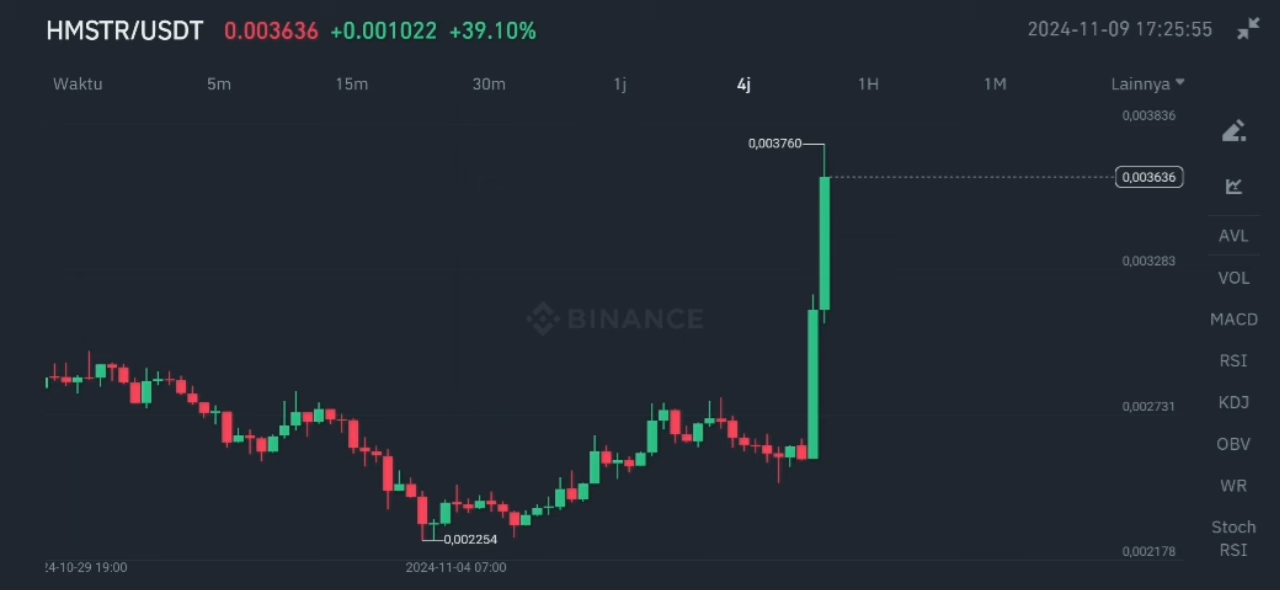 HMSTR/USDT 0.003636 +0.001022 +39.10% 2024-11-09 17:25:55
Waktu 5m 15m 30m 1j 4j 1H 1M Lainnya
0,003836
0,003760
0,003636
AVL
0,003283
VOL
BINANCE
MACD
RSI
KDJ
0,002731
OBV
WR
Stoch
RSI
0,002254
0,002178
24-10-29 19:00 2024-11-04 07:00